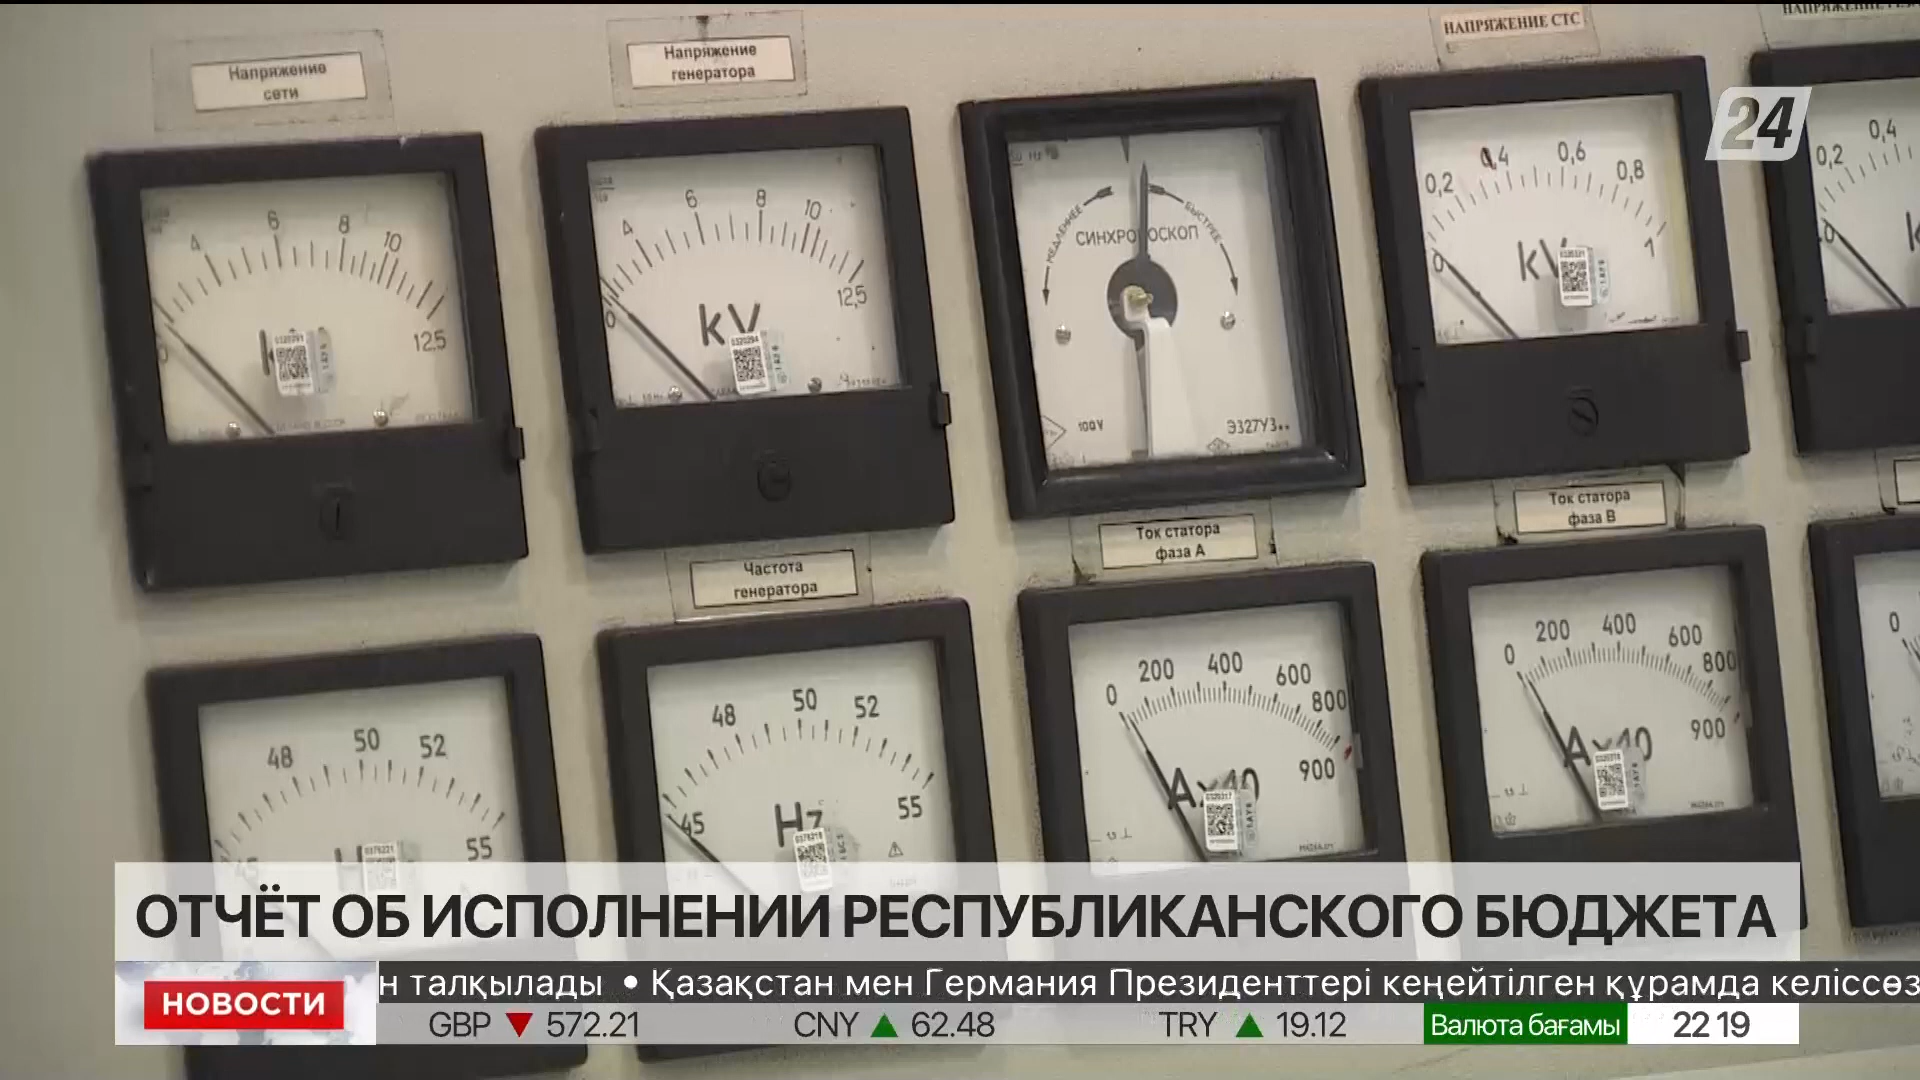 НАПРЯЖЕНИЕ СТС
Напряжение
сети
Напряжение
генератора
24
4 6 8 10 12,5
0 4 6 8 10 12,5
kV
МЕДЛЕННЕЕ БЫСТРЕЕ
СИНХРОНОСКОП
100V Э327У3
0 0,2 0,4 0,6 0,8 1
kV
0 0,2 0,4
Частота
генератора
Ток статора
фаза А
Ток статора
фаза В
45 48 50 52 55
45 48 50 52 55
Hz
0 200 400 600 800 900
Ax40
0 200 400 600 800 900
Ax40
0
ОТЧЁТ ОБ ИСПОЛНЕНИИ РЕСПУБЛИКАНСКОГО БЮДЖЕТА
НОВОСТИ
н талқылады • Қазақстан мен Германия Президенттері кеңейтілген құрамда келіссөз
GBP ▼ 572.21 CNY ▲ 62.48 TRY ▲ 19.12 Валюта бағамы 22 19